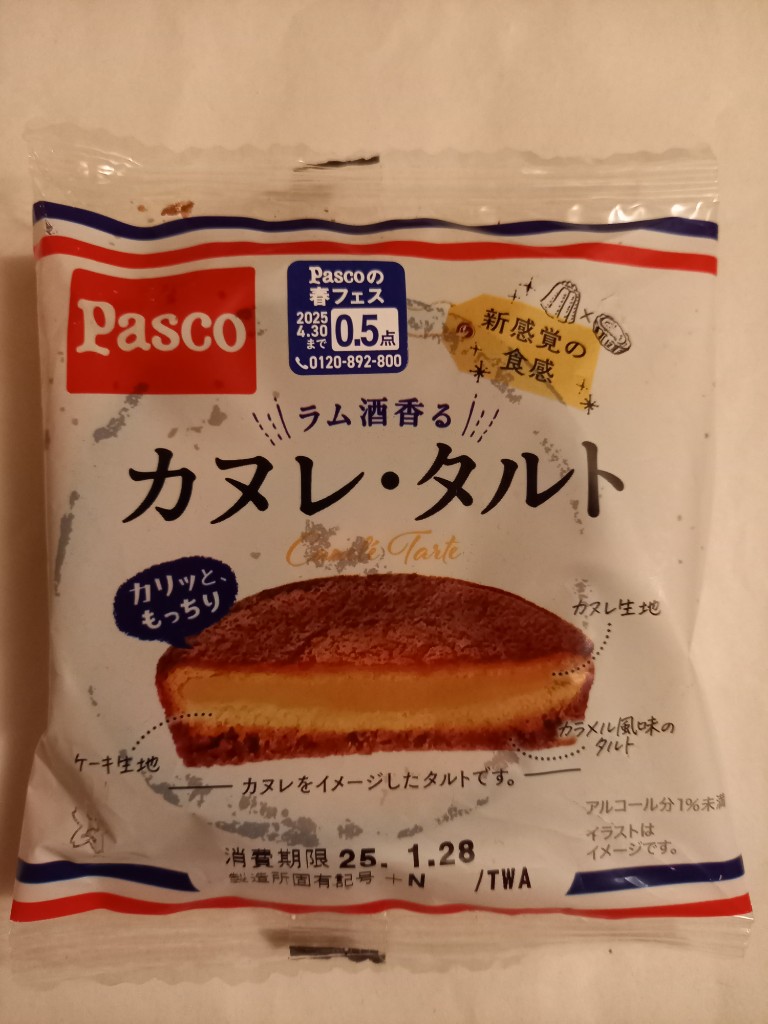 Pasco
Pascoの
春フェス
2025
4.30
まで
0.5点
0120-892-800
新感覚の
食感
ラム酒香る
カヌレ・タルト
Canelé Tarte
カリッと、
もっちり
カヌレ生地
カラメル風味の
タルト
ケーキ生地
カヌレをイメージしたタルトです。
アルコール分1%未満
イラストは
イメージです。
消費期限 25. 1.28
製造所固有記号 +N /TWA